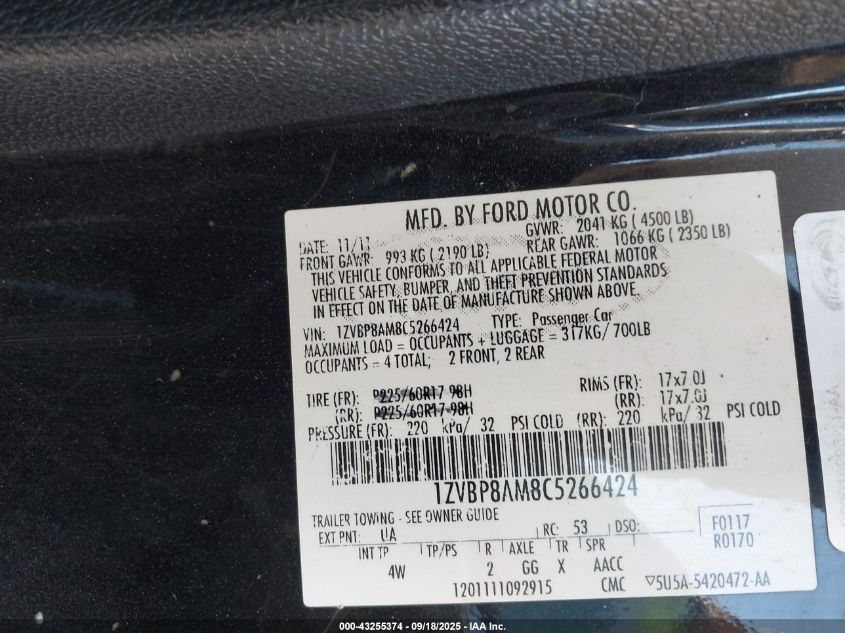 MFD. BY FORD MOTOR CO.
DATE: 11/11 GVWR: 2041 KG ( 4500 LB)
FRONT GAWR: 993 KG ( 2190 LB) REAR GAWR: 1066 KG ( 2350 LB)
THIS VEHICLE CONFORMS TO ALL APPLICABLE FEDERAL MOTOR
VEHICLE SAFETY, BUMPER, AND THEFT PREVENTION STANDARDS
IN EFFECT ON THE DATE OF MANUFACTURE SHOWN ABOVE.
VIN: 1ZVBP8AM8C5266424 TYPE: Passenger Car
MAXIMUM LOAD = OCCUPANTS + LUGGAGE = 317KG/ 700LB
OCCUPANTS = 4 TOTAL; 2 FRONT, 2 REAR
TIRE (FR): P225/60R17 98H RIMS (FR): 17x7.0J
(RR): P225/60R17 98H (RR): 17x7.0J
PRESSURE (FR): 220 kPa/ 32 PSI COLD (RR): 220 kPa/ 32 PSI COLD
1ZVBP8AM8C5266424
TRAILER TOWING - SEE OWNER GUIDE
EXT PNT: UA RC: 53 DSO: F0117
R0170
INT TP TP/PS R AXLE TR SPR
4W 2 GG X AACC
1201111092915 CMC ▽5U5A-5420472-AA
000-43255374 - 09/18/2025 - IAA Inc.